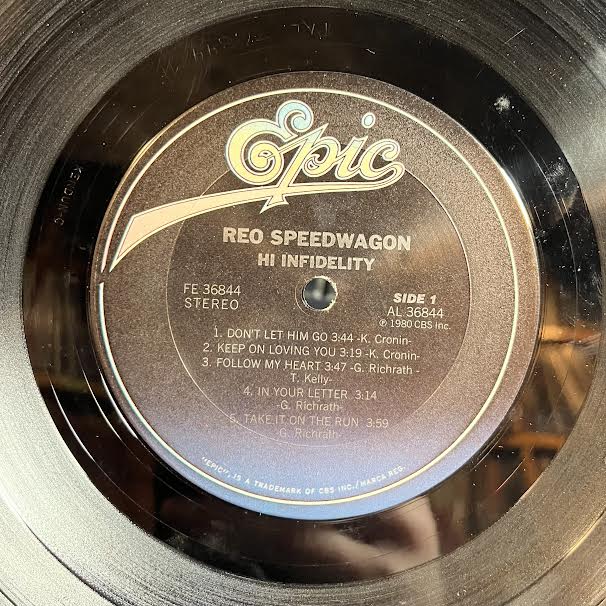 Epic
REO SPEEDWAGON
HI INFIDELITY
FE 36844
STEREO
SIDE 1
AL 36844
℗ 1980 CBS Inc.
1. DON'T LET HIM GO 3:44 -K. Cronin-
2. KEEP ON LOVING YOU 3:19 -K. Cronin-
3. FOLLOW MY HEART 3:47 -G. Richrath -
T. Kelly-
4. IN YOUR LETTER 3:14
-G. Richrath-
5. TAKE IT ON THE RUN 3:59
-G. Richrath-
"EPIC", IS A TRADEMARK OF CBS INC./MARCA REG.